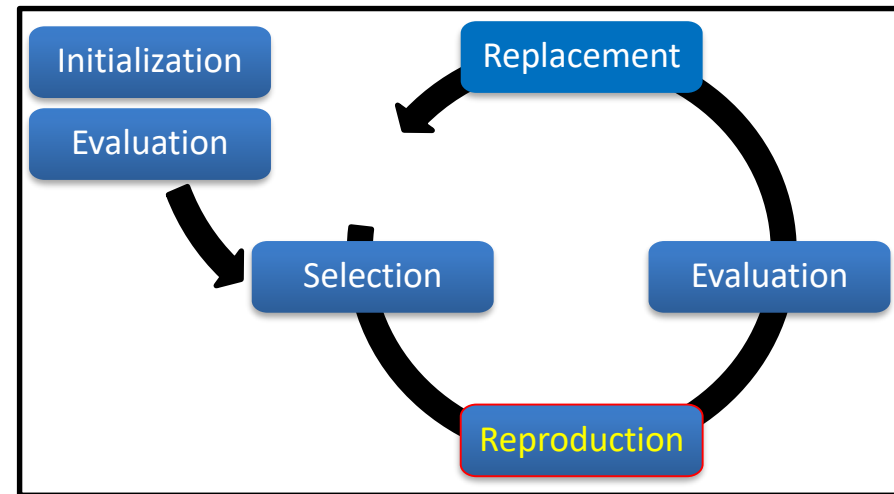 Initialization
Evaluation
Replacement
Selection
Evaluation
Reproduction